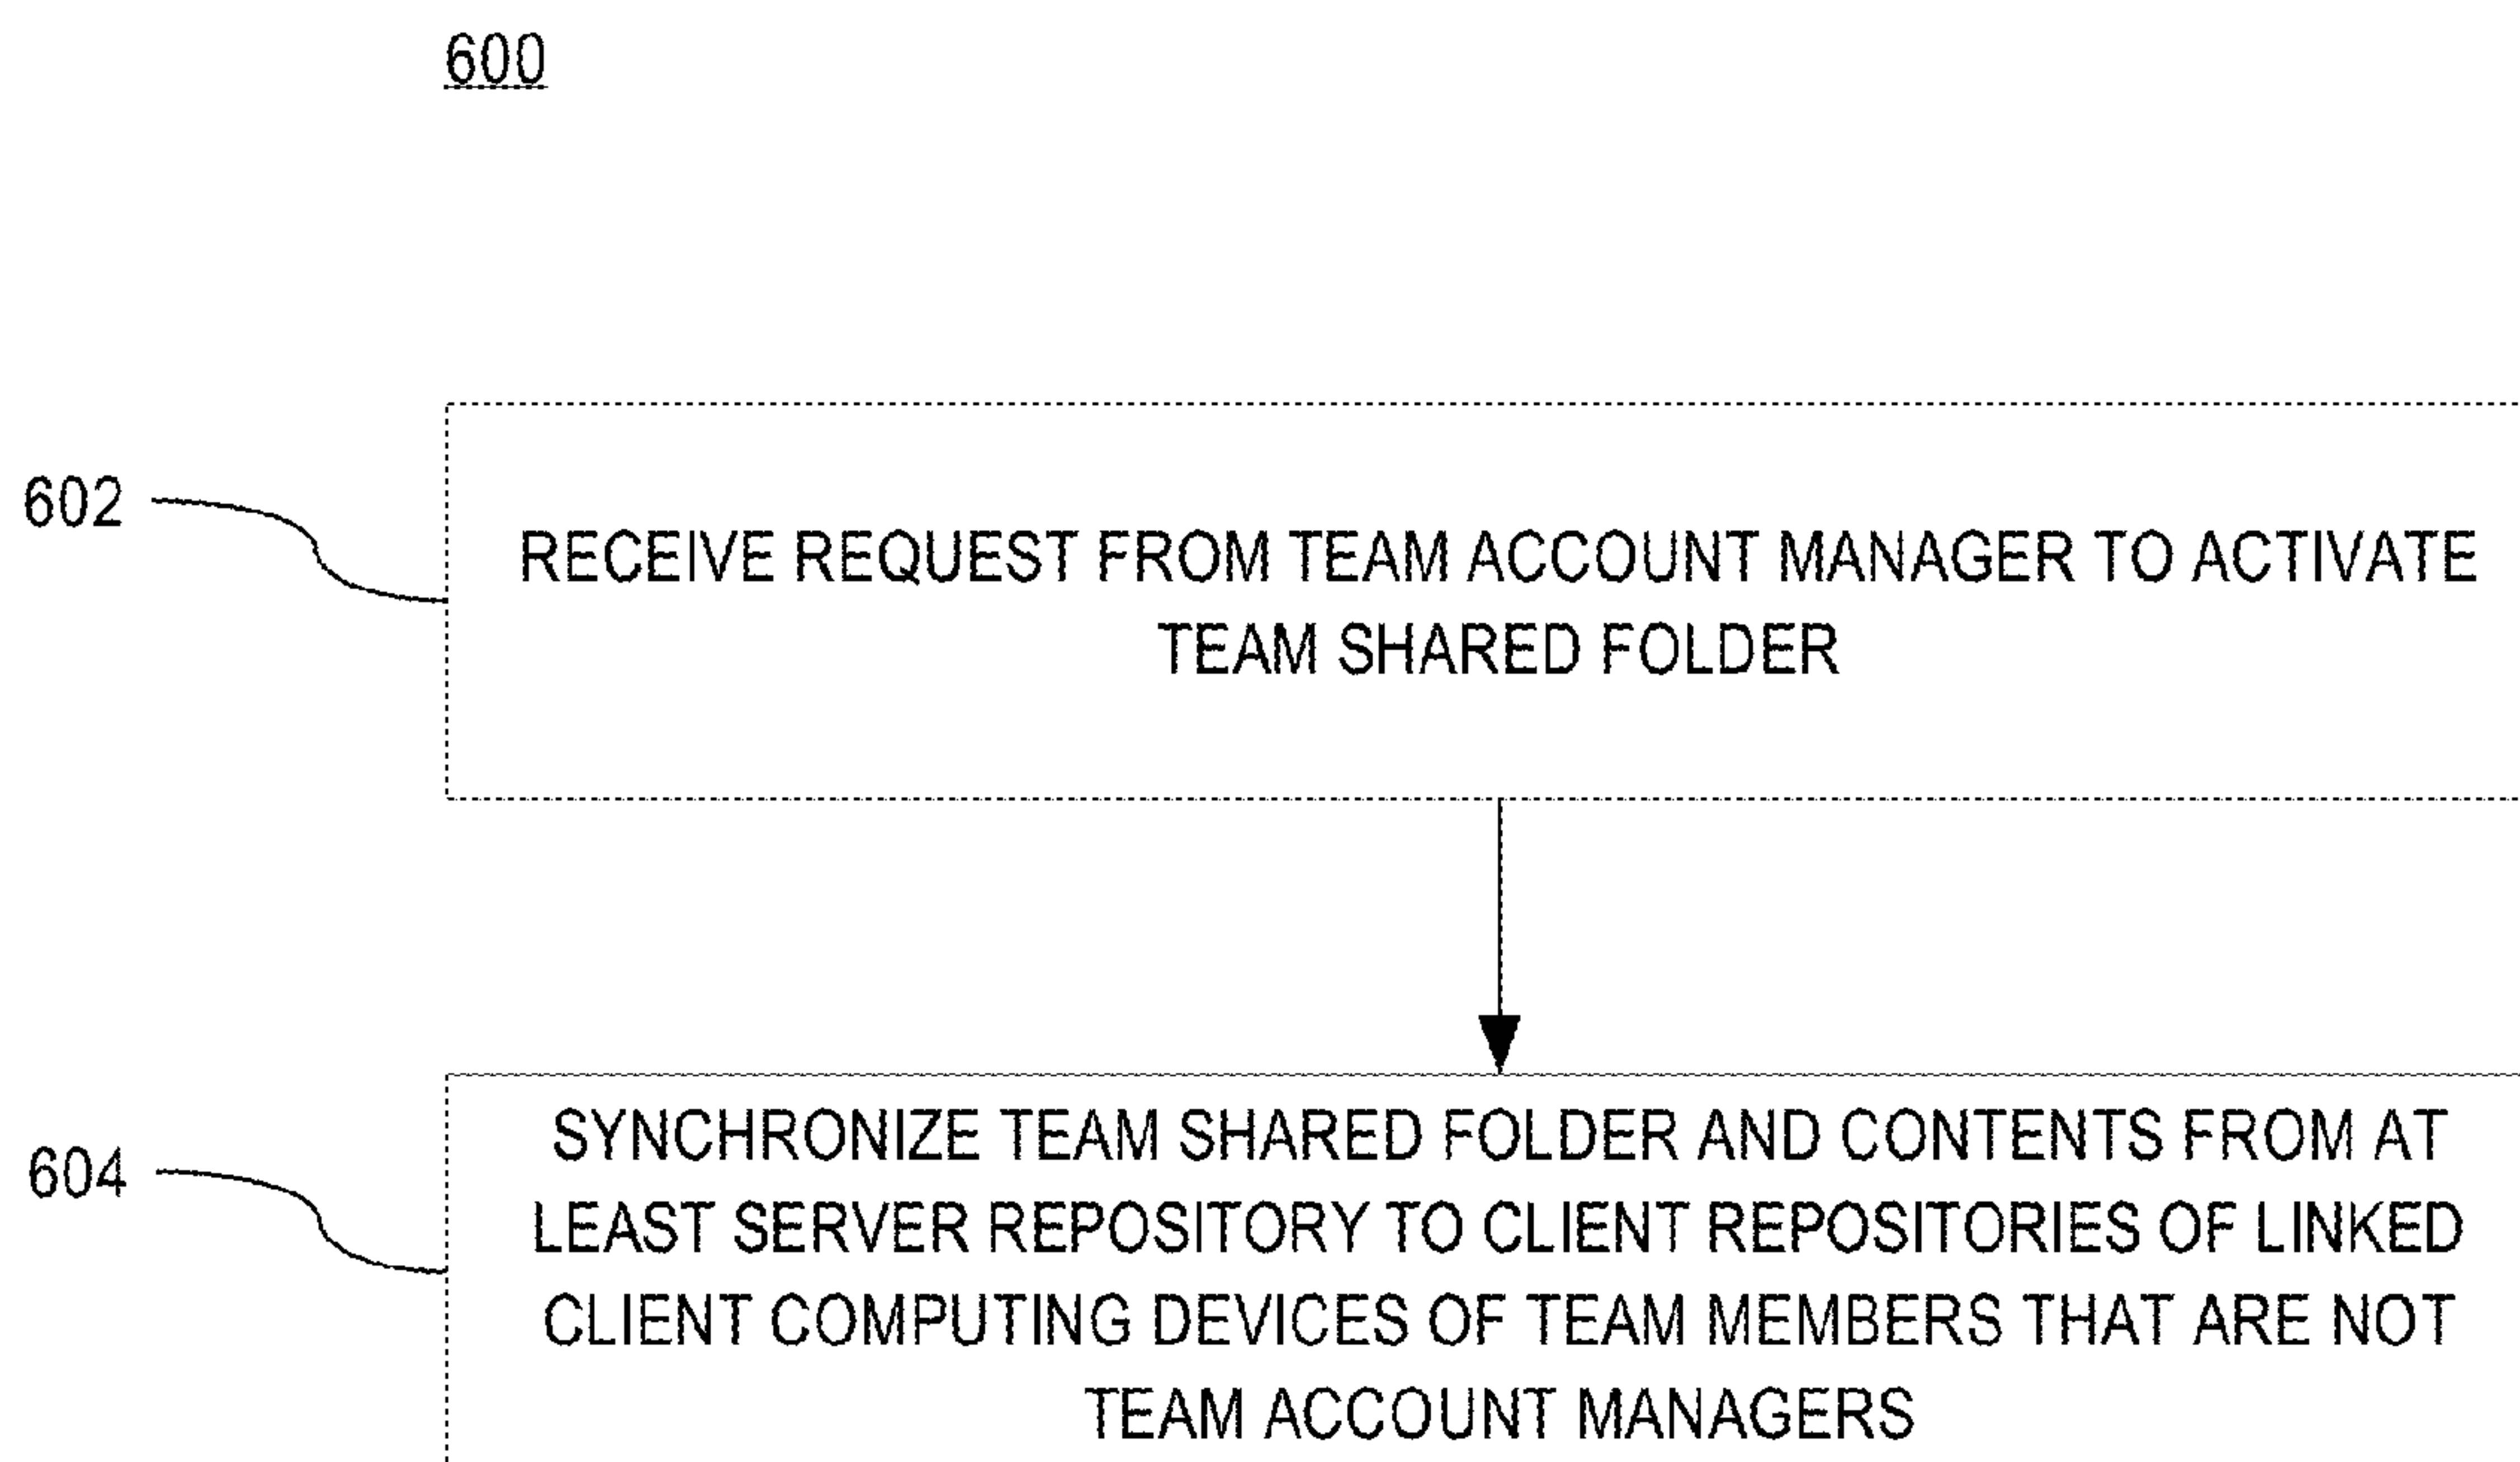 600
602
RECEIVE REQUEST FROM TEAM ACCOUNT MANAGER TO ACTIVATE
TEAM SHARED FOLDER
604
SYNCHRONIZE TEAM SHARED FOLDER AND CONTENTS FROM AT
LEAST SERVER REPOSITORY TO CLIENT REPOSITORIES OF LINKED
CLIENT COMPUTING DEVICES OF TEAM MEMBERS THAT ARE NOT
TEAM ACCOUNT MANAGERS